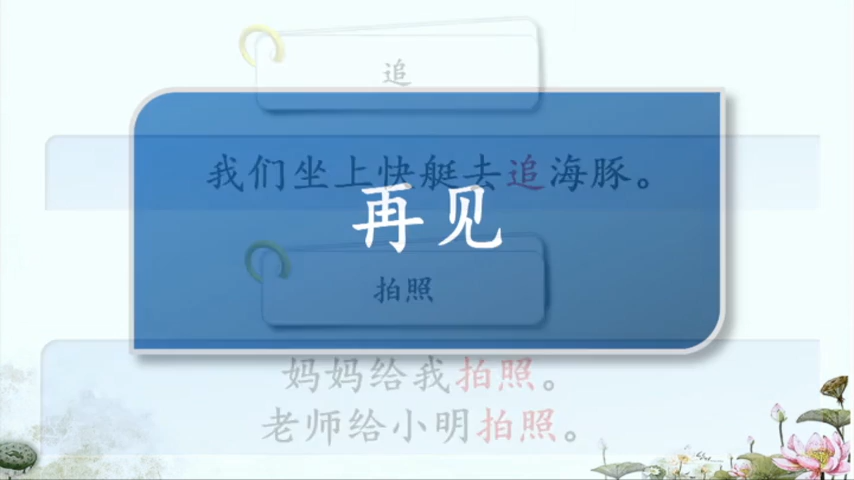 追
我们坐上快艇去追海豚。
再见
拍照
妈妈给我拍照。
老师给小明拍照。